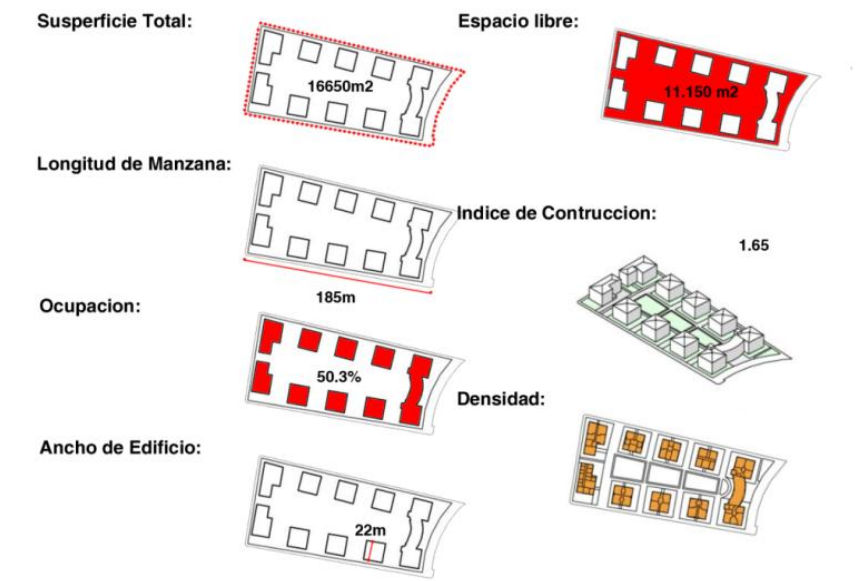 Susperficie Total:
16650m2
Longitud de Manzana:
185m
Ocupacion:
50.3%
Ancho de Edificio:
22m
Espacio libre:
11.150 m2
Indice de Contruccion:
1.65
Densidad: